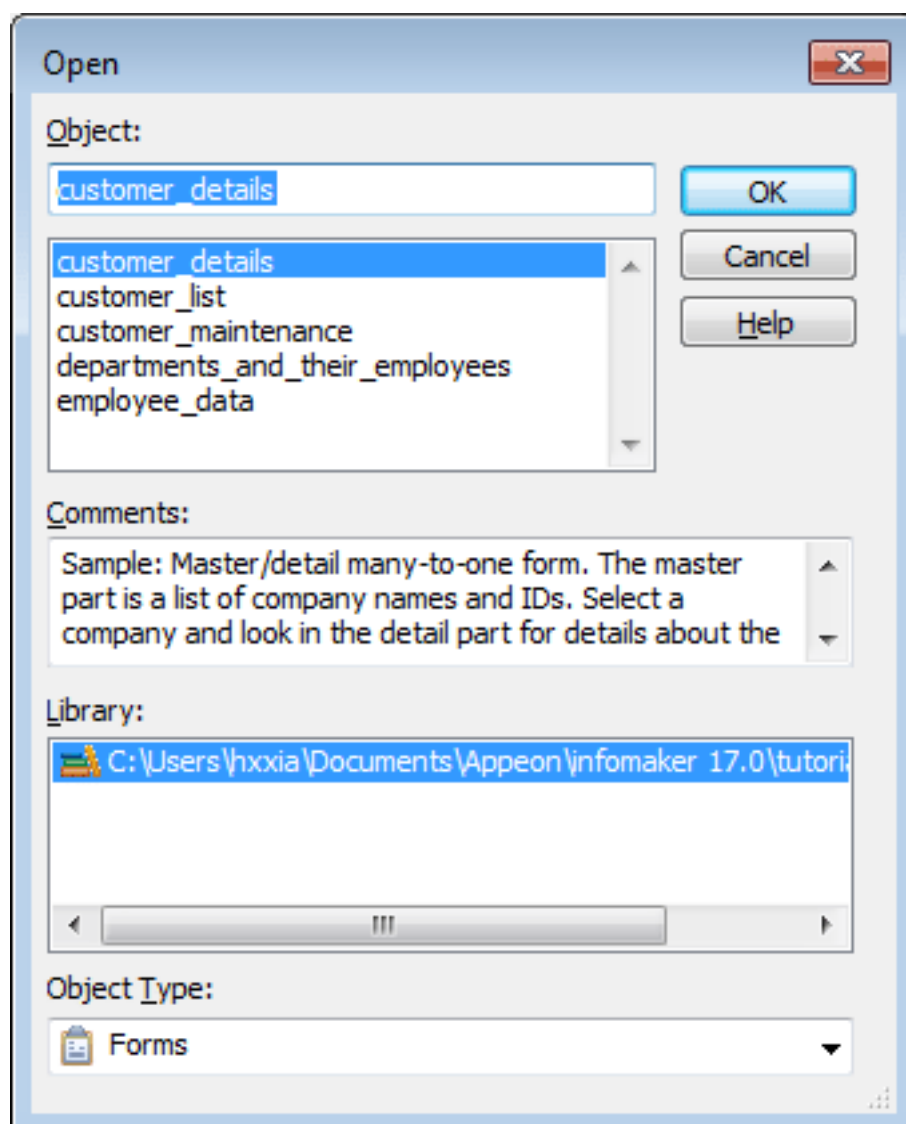 Open
Object:
customer_details
OK
customer_details
customer_list
customer_maintenance
departments_and_their_employees
employee_data
Cancel
Help
Comments:
Sample: Master/detail many-to-one form. The master
part is a list of company names and IDs. Select a
company and look in the detail part for details about the
Library:
C:\Users\hxxia\Documents\Appeon\infomaker 17.0\tutoria
Object Type:
Forms